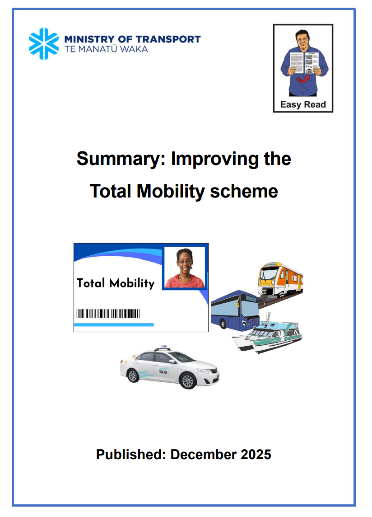 MINISTRY OF TRANSPORT
TE MANATŪ WAKA
Easy Read
Summary: Improving the
Total Mobility scheme
Total Mobility
Published: December 2025